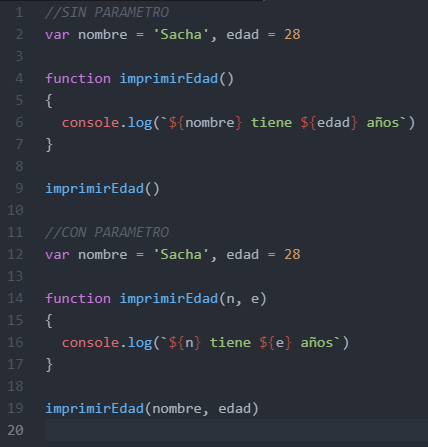 1 //SIN PARAMETRO
2 var nombre = 'Sacha', edad = 28
3
4 function imprimirEdad()
5 {
6   console.log(`${nombre} tiene ${edad} años`)
7 }
8
9 imprimirEdad()
10
11 //CON PARAMETRO
12 var nombre = 'Sacha', edad = 28
13
14 function imprimirEdad(n, e)
15 {
16   console.log(`${n} tiene ${e} años`)
17 }
18
19 imprimirEdad(nombre, edad)
20